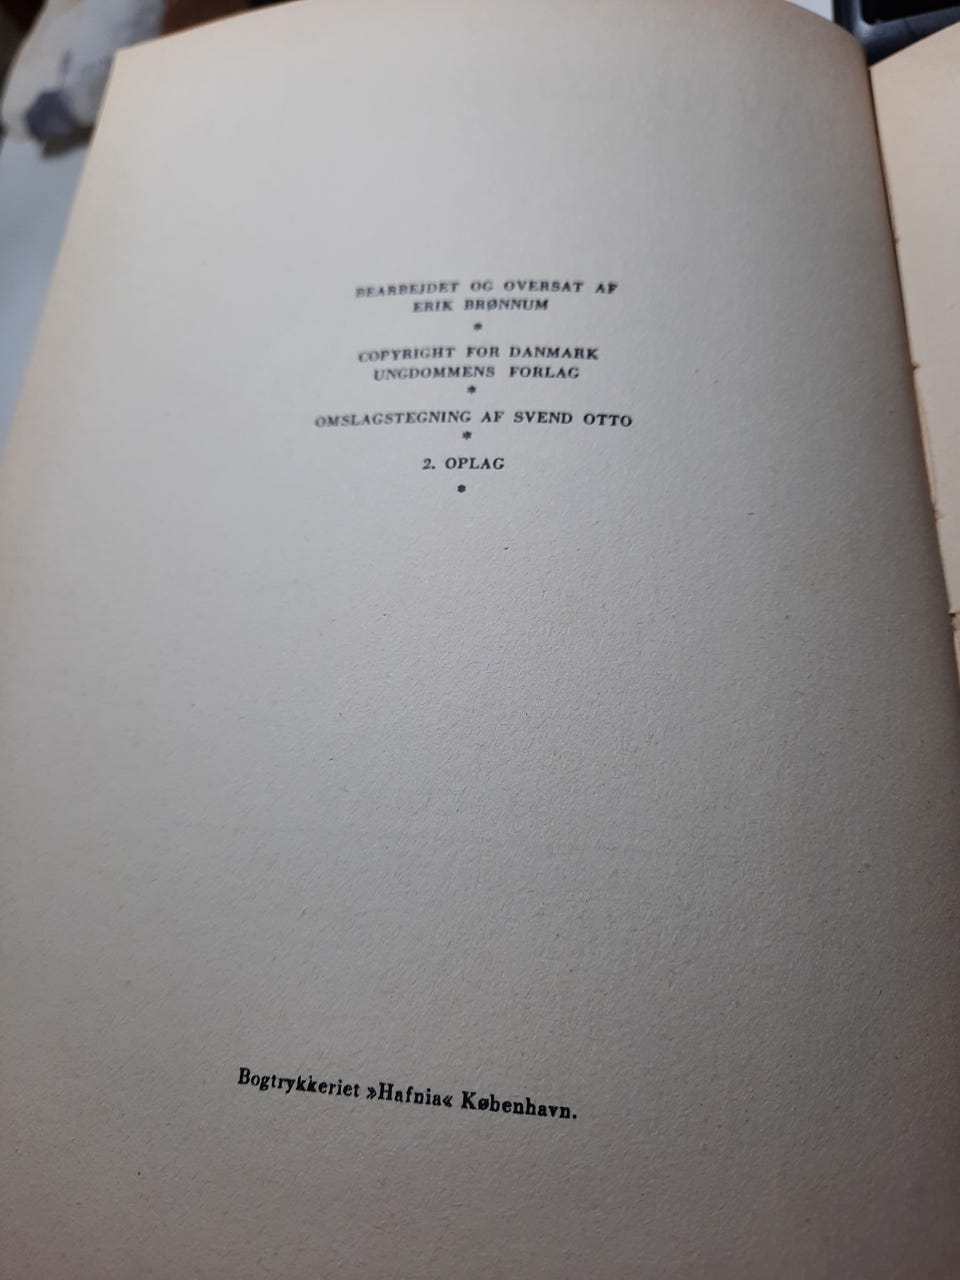 BEARBEJDET OG OVERSAT AF
ERIK BRØNNUM
*
COPYRIGHT FOR DANMARK
UNGDOMMENS FORLAG
*
OMSLAGSTEGNING AF SVEND OTTO
*
2. OPLAG
*
Bogtrykkeriet »Hafnia« København.